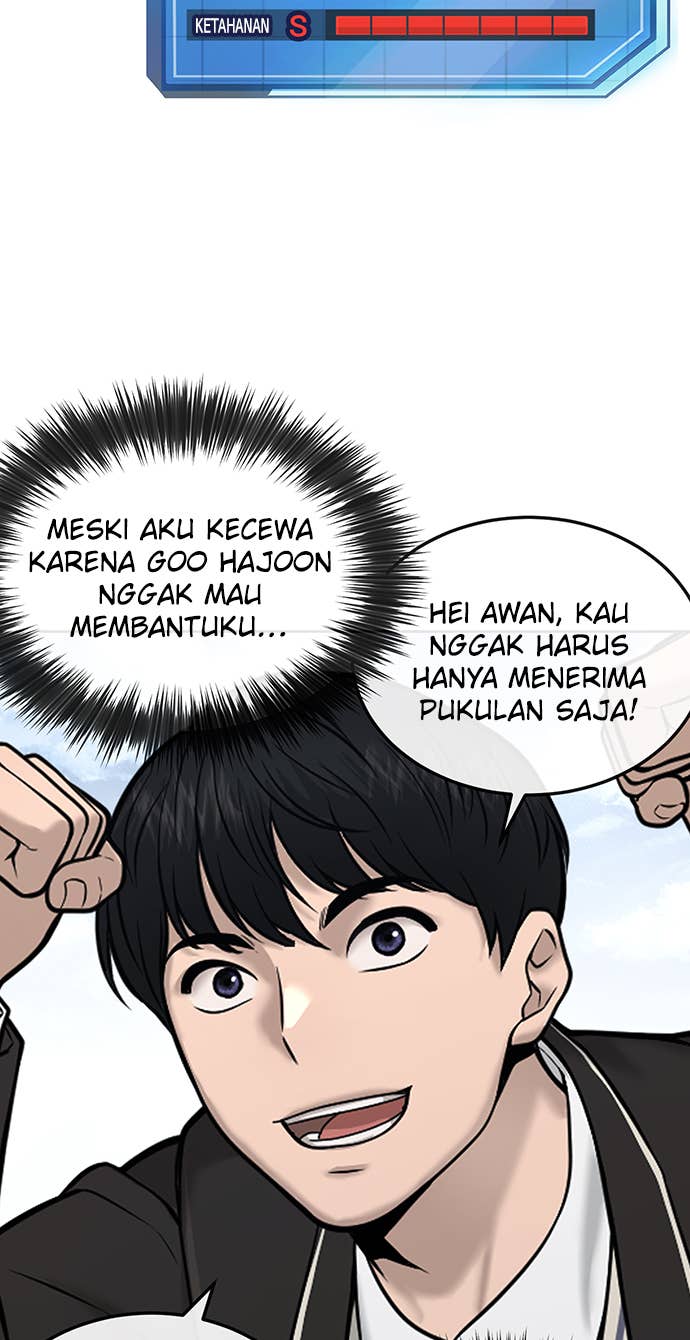 KETAHANAN S
MESKI AKU KECEWA
KARENA GOO HAJOON
NGGAK MAU
MEMBANTUKU...
HEI AWAN, KAU
NGGAK HARUS
HANYA MENERIMA
PUKULAN SAJA!